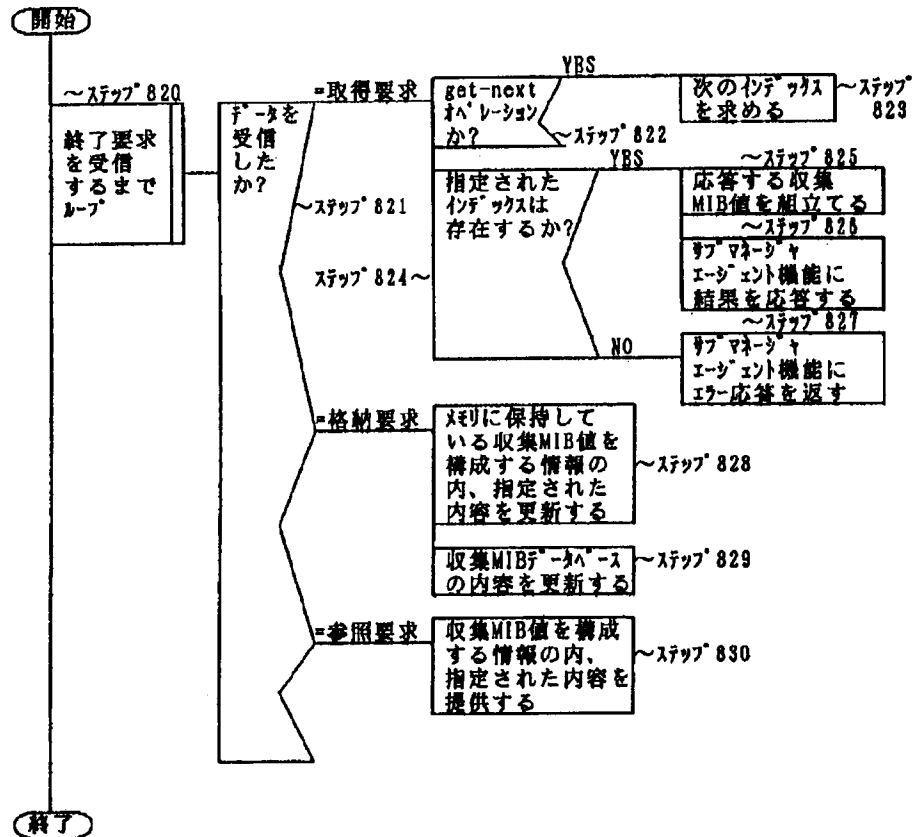 開始
～ステップ820
終了要求
を受信
するまで
ループ
データを
受信
した
か?
～ステップ821
=取得要求
get-next
オペレーション
か?
～ステップ822
YBS
次のインデックス
を求める
～ステップ
823
指定された
インデックスは
存在するか?
ステップ824～
YBS
～ステップ825
応答する収集
MIB値を組立てる
～ステップ826
サブマネージャ
エージェント機能に
結果を応答する
～ステップ827
NO
サブマネージャ
エージェント機能に
エラー応答を返す
=格納要求
メモリに保持して
いる収集MIB値を
構成する情報の
内、指定された
内容を更新する
～ステップ828
収集MIBデータベース
の内容を更新する
～ステップ829
=参照要求
収集MIB値を構成
する情報の内、
指定された内容を
提供する
～ステップ830
終了